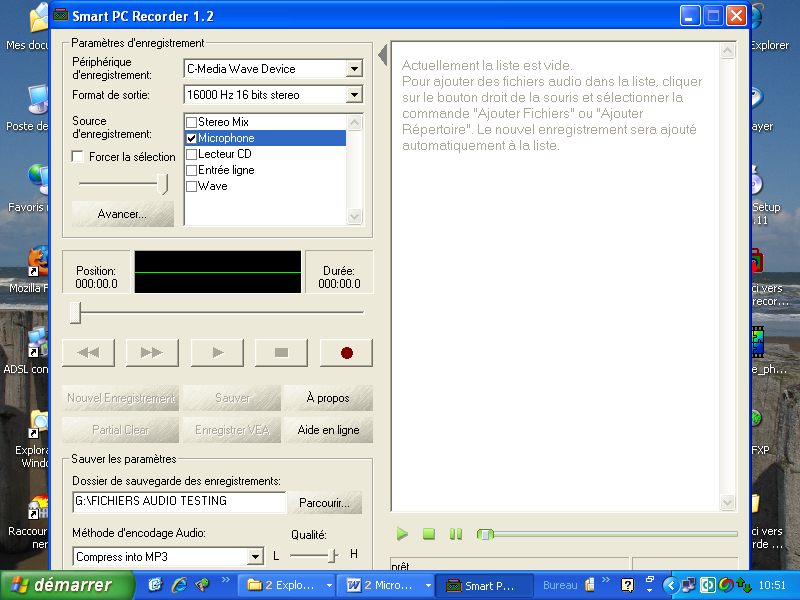 Smart PC Recorder 1.2
Mes docu
Poste de
Favoris
Mozilla F
ADSL con
Explora
Windo
Raccour
ner
Explorer
ayer
Setup
.11
ci vers
recor...
e_ph...
FXP
ci vers
rde ...
Paramètres d'enregistrement
Périphérique
d'enregistrement:
C-Media Wave Device
Format de sortie:
16000 Hz 16 bits stereo
Source
d'enregistrement:
Forcer la sélection
Avancer...
Stereo Mix
Microphone
Lecteur CD
Entrée ligne
Wave
Position:
000:00.0
Durée:
000:00.0
Nouvel Enregistrement
Sauver
À propos
Partial Clear
Enregistrer VEA
Aide en ligne
Sauver les paramètres
Dossier de sauvegarde des enregistrements:
G:\FICHIERS AUDIO TESTING
Parcourir...
Méthode d'encodage Audio:
Qualité:
Compress into MP3
L
H
Actuellement la liste est vide.
Pour ajouter des fichiers audio dans la liste, cliquer
sur le bouton droit de la souris et sélectionner la
commande "Ajouter Fichiers" ou "Ajouter
Répertoire". Le nouvel enregistrement sera ajouté
automatiquement à la liste.
prêt
démarrer
2 Explo...
2 Micro...
Smart P...
Bureau
10:51